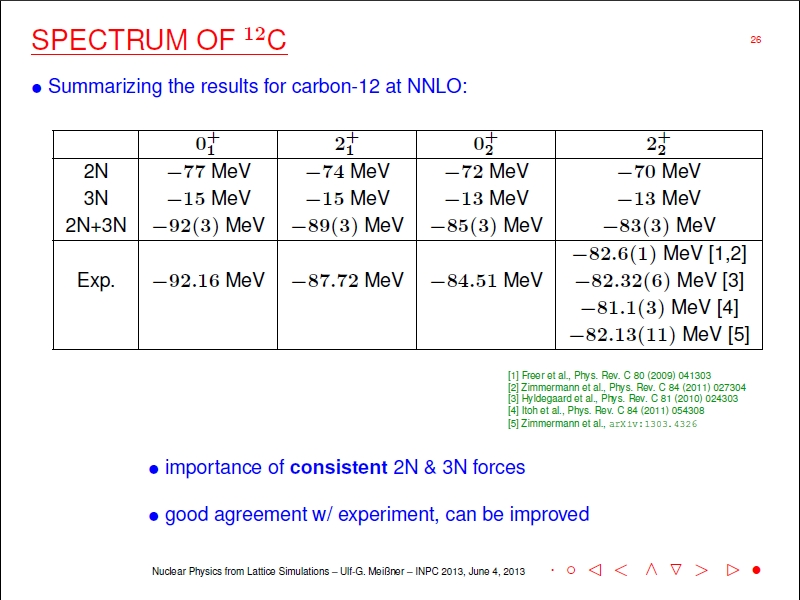 SPECTRUM OF ¹²C
26
● Summarizing the results for carbon-12 at NNLO:
0₁⁺ 2₁⁺ 0₂⁺ 2₂⁺
2N −77 MeV −74 MeV −72 MeV −70 MeV
3N −15 MeV −15 MeV −13 MeV −13 MeV
2N+3N −92(3) MeV −89(3) MeV −85(3) MeV −83(3) MeV
−82.6(1) MeV [1,2]
Exp. −92.16 MeV −87.72 MeV −84.51 MeV −82.32(6) MeV [3]
−81.1(3) MeV [4]
−82.13(11) MeV [5]
[1] Freer et al., Phys. Rev. C 80 (2009) 041303
[2] Zimmermann et al., Phys. Rev. C 84 (2011) 027304
[3] Hyldegaard et al., Phys. Rev. C 81 (2010) 024303
[4] Itoh et al., Phys. Rev. C 84 (2011) 054308
[5] Zimmermann et al., arXiv:1303.4326
● importance of consistent 2N & 3N forces
● good agreement w/ experiment, can be improved
Nuclear Physics from Lattice Simulations – Ulf-G. Meißner – INPC 2013, June 4, 2013